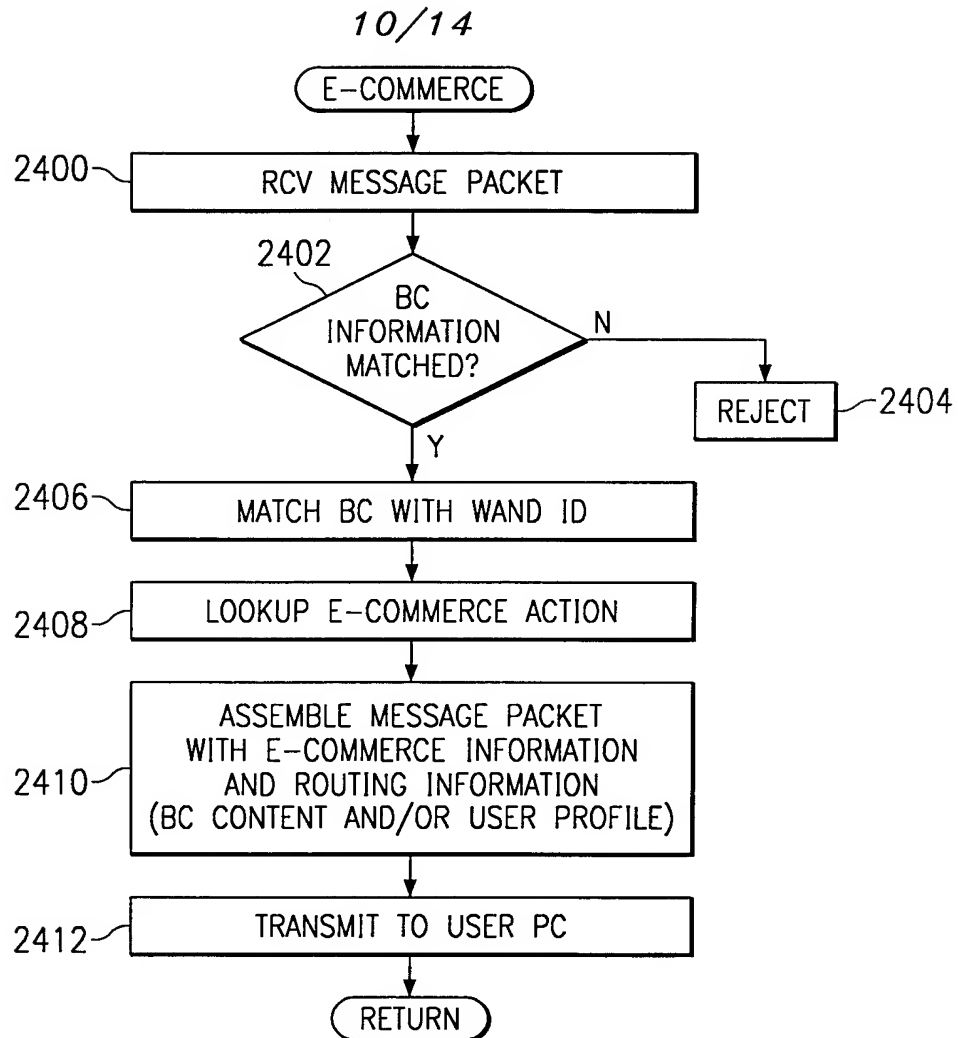 10/14
E-COMMERCE
2400
RCV MESSAGE PACKET
2402
BC
INFORMATION
MATCHED?
N
REJECT
2404
Y
2406
MATCH BC WITH WAND ID
2408
LOOKUP E-COMMERCE ACTION
2410
ASSEMBLE MESSAGE PACKET
WITH E-COMMERCE INFORMATION
AND ROUTING INFORMATION
(BC CONTENT AND/OR USER PROFILE)
2412
TRANSMIT TO USER PC
RETURN